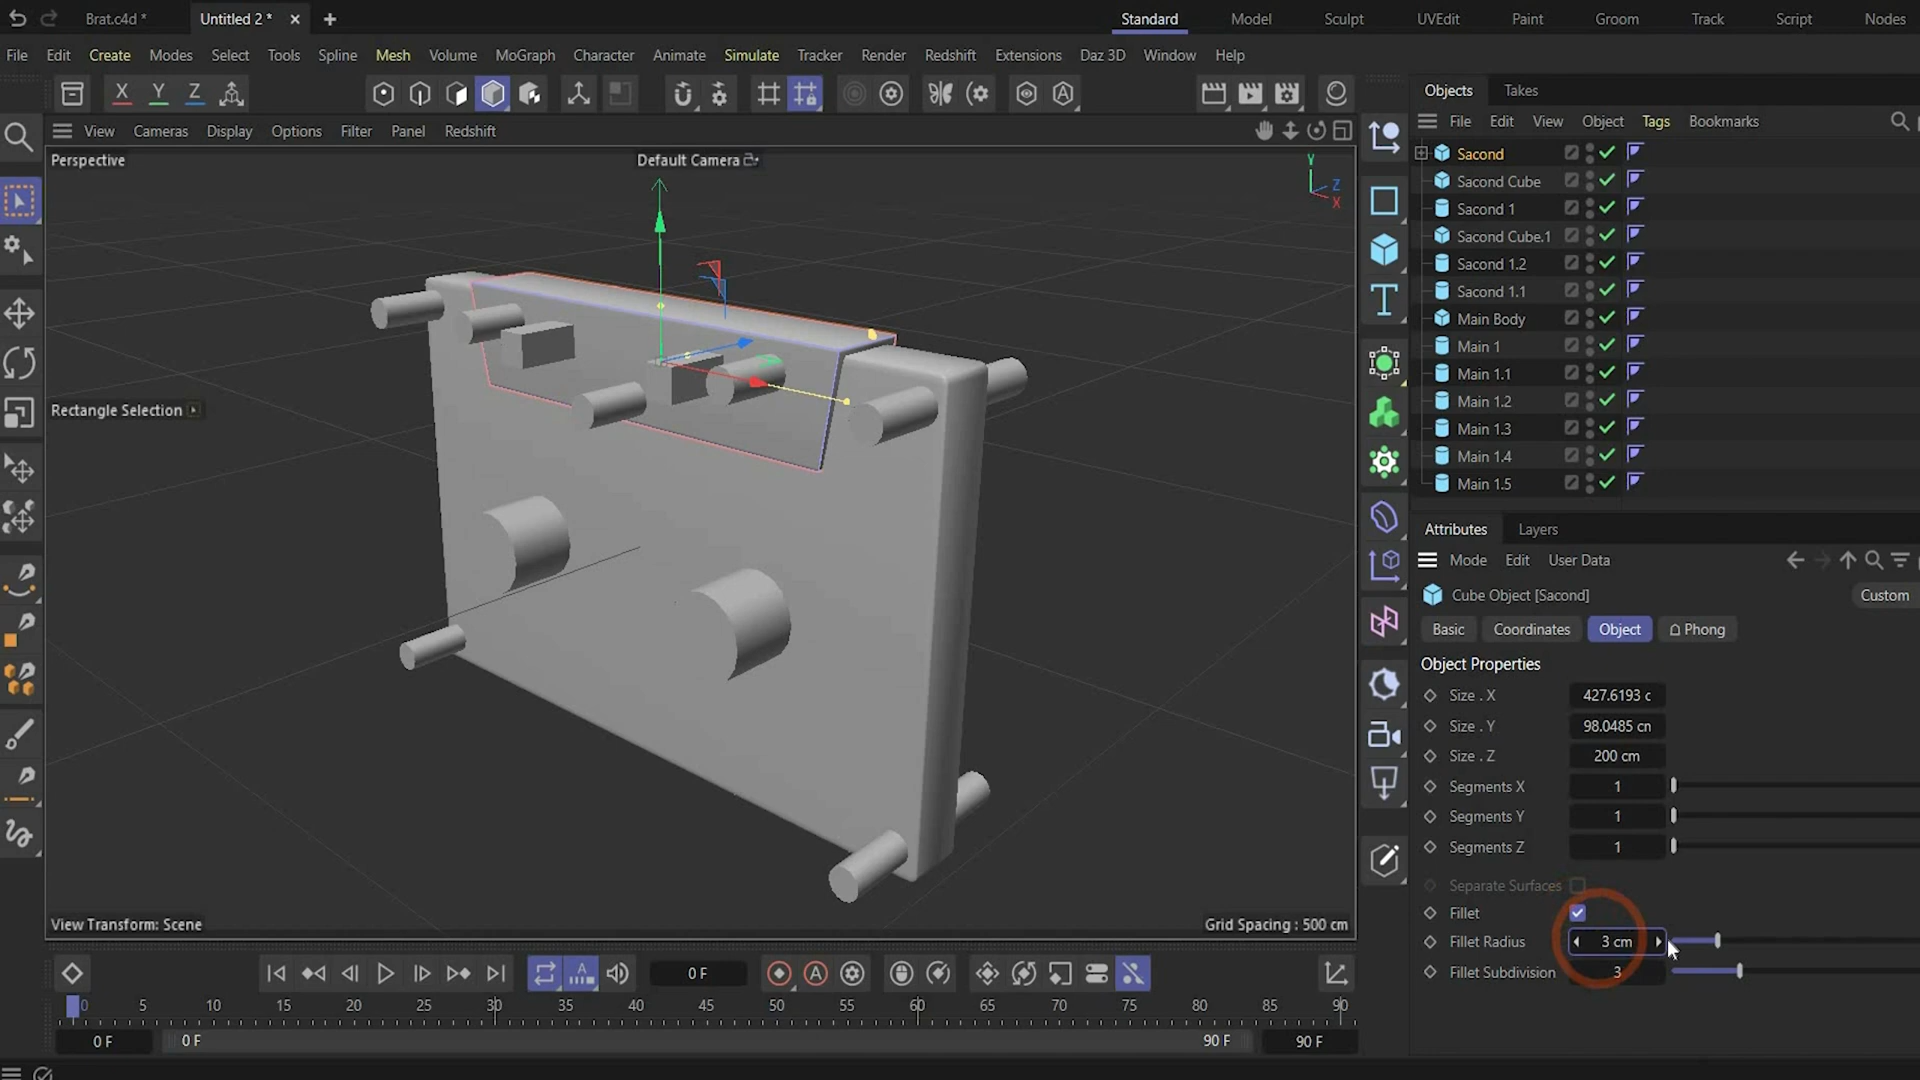 Brat.c4d *
Untitled 2 *
Standard
Model
Sculpt
UVEdit
Paint
Groom
Track
Script
Nodes
File Edit Create Modes Select Tools Spline Mesh Volume MoGraph Character Animate Simulate Tracker Render Redshift Extensions Daz 3D Window Help
X Y Z
Objects Takes
View Cameras Display Options Filter Panel Redshift
File Edit View Object Tags Bookmarks
Perspective
Default Camera
Y
Z
X
Sacond
Sacond Cube
Sacond 1
Sacond Cube.1
Sacond 1.2
Sacond 1.1
Main Body
Main 1
Main 1.1
Main 1.2
Main 1.3
Main 1.4
Main 1.5
Rectangle Selection
Attributes Layers
Mode Edit User Data
Cube Object [Sacond]
Custom
Basic Coordinates Object Phong
Object Properties
Size . X 427.6193 c
Size . Y 98.0485 cn
Size . Z 200 cm
Segments X 1
Segments Y 1
Segments Z 1
Separate Surfaces
Fillet
Fillet Radius 3 cm
Fillet Subdivision 3
View Transform: Scene
Grid Spacing : 500 cm
0 F
0 5 10 15 20 25 30 35 40 45 50 55 60 65 70 75 80 85 90
0 F 0 F 90 F 90 F